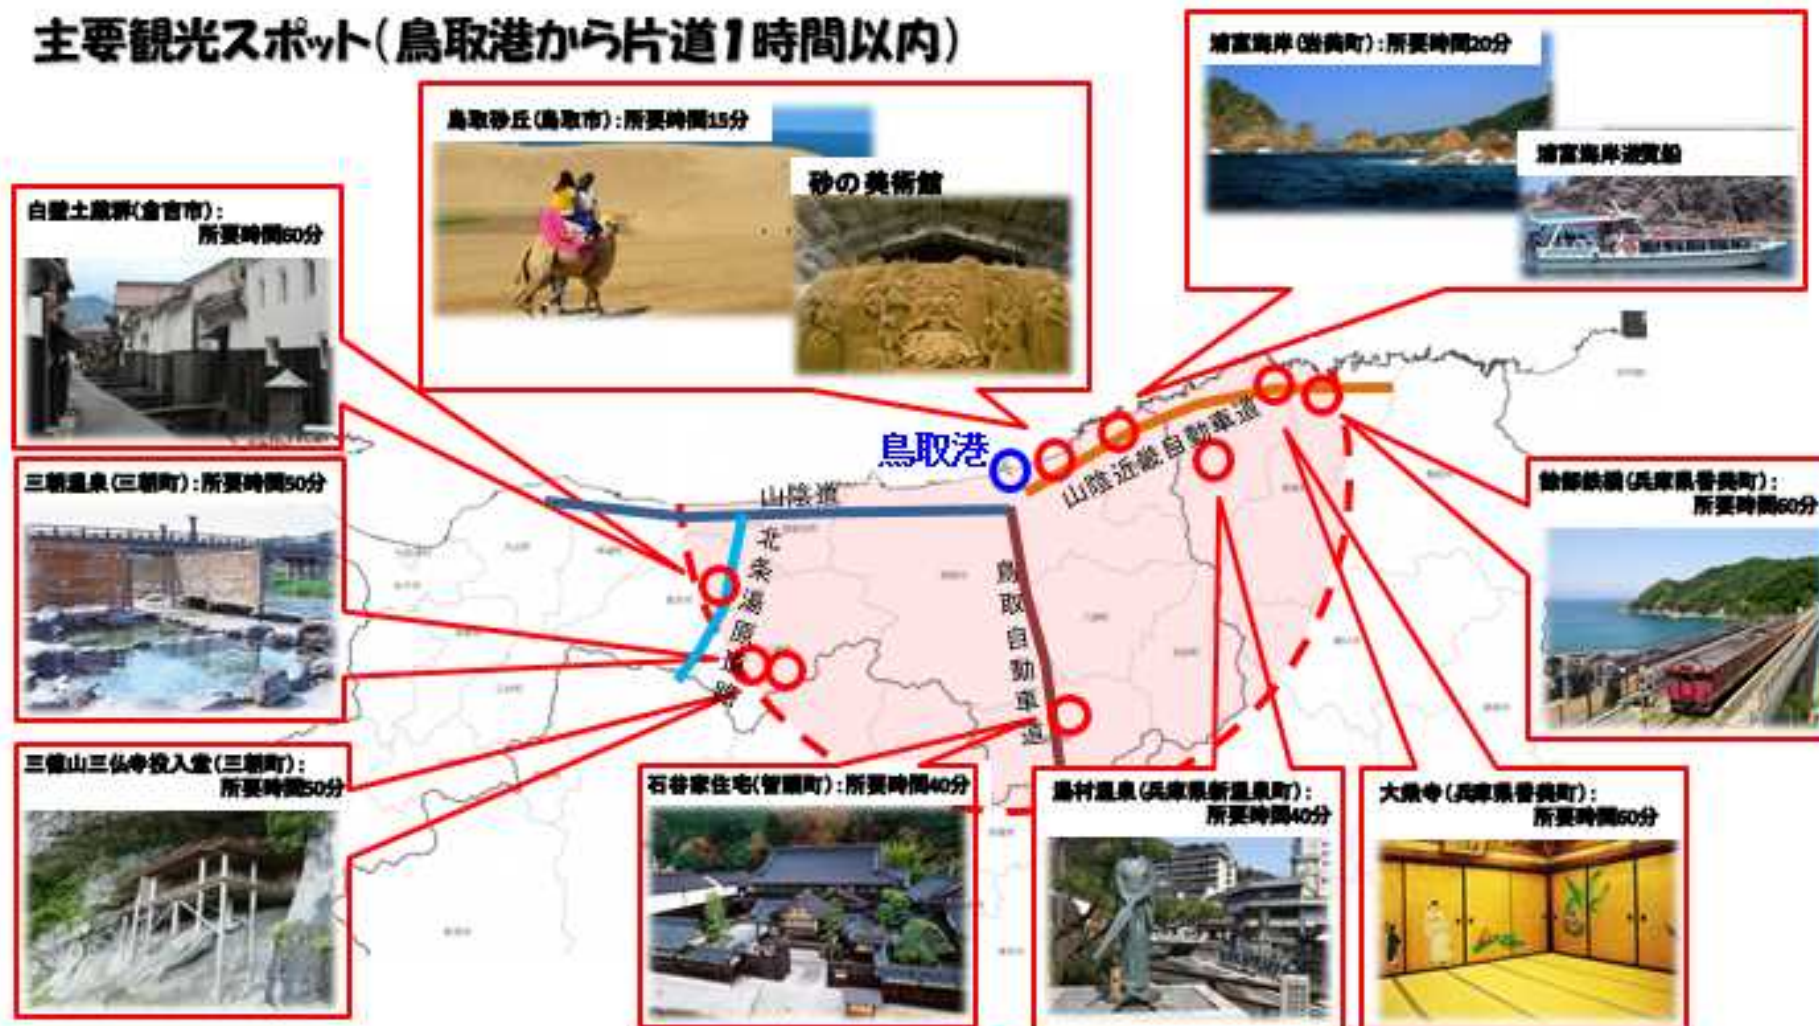 主要観光スポット(鳥取港から片道1時間以内)
浦富海岸(岩美町):所要時間20分
浦富海岸遊覧船
鳥取砂丘(鳥取市):所要時間15分
砂の美術館
白壁土蔵群(倉吉市):
所要時間60分
三朝温泉(三朝町):所要時間50分
三徳山三仏寺投入堂(三朝町):
所要時間50分
鳥取港
山陰道
山陰近畿自動車道
北条湯原道路
鳥取自動車道
餘部鉄橋(兵庫県香美町):
所要時間60分
石谷家住宅(智頭町):所要時間40分
湯村温泉(兵庫県新温泉町):
所要時間40分
大乗寺(兵庫県香美町):
所要時間60分